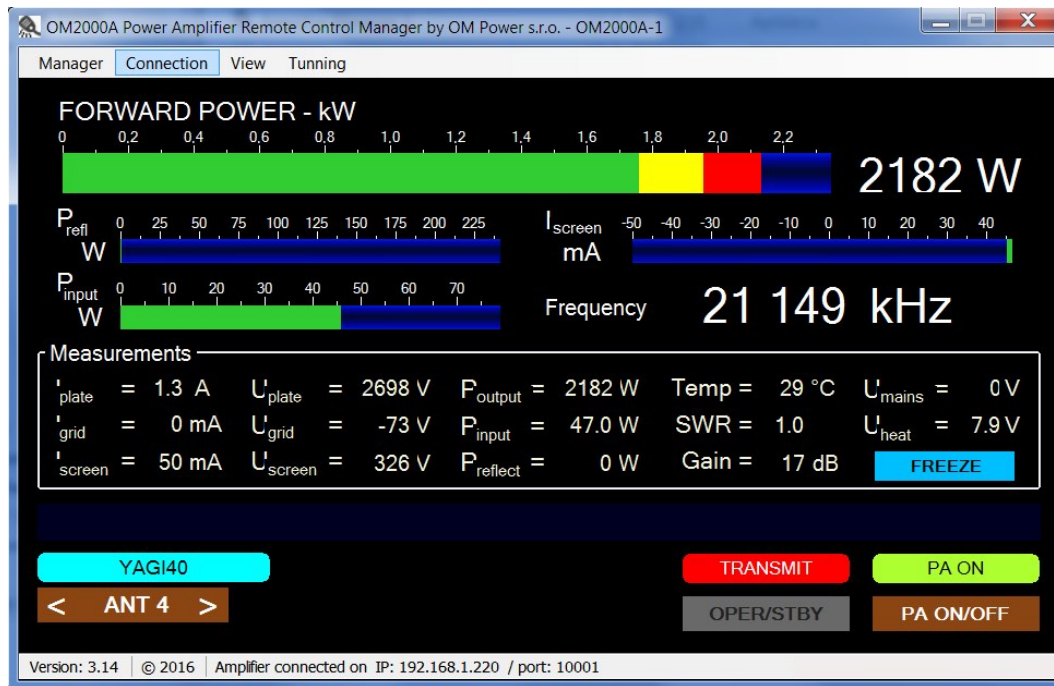 OM2000A Power Amplifier Remote Control Manager by OM Power s.r.o. - OM2000A-1
Manager Connection View Tunning
FORWARD POWER - kW
0 0,2 0,4 0,6 0,8 1,0 1,2 1,4 1,6 1,8 2,0 2,2
2182 W
Prefl W 0 25 50 75 100 125 150 175 200 225
Iscreen mA -50 -40 -30 -20 -10 0 10 20 30 40
Pinput W 0 10 20 30 40 50 60 70
Frequency 21 149 kHz
Measurements
Iplate = 1.3 A Uplate = 2698 V Poutput = 2182 W Temp = 29 °C Umains = 0 V
Igrid = 0 mA Ugrid = -73 V Pinput = 47.0 W SWR = 1.0 Uheat = 7.9 V
Iscreen = 50 mA Uscreen = 326 V Preflect = 0 W Gain = 17 dB FREEZE
YAGI40 TRANSMIT PA ON
< ANT 4 > OPER/STBY PA ON/OFF
Version: 3.14 © 2016 Amplifier connected on IP: 192.168.1.220 / port: 10001